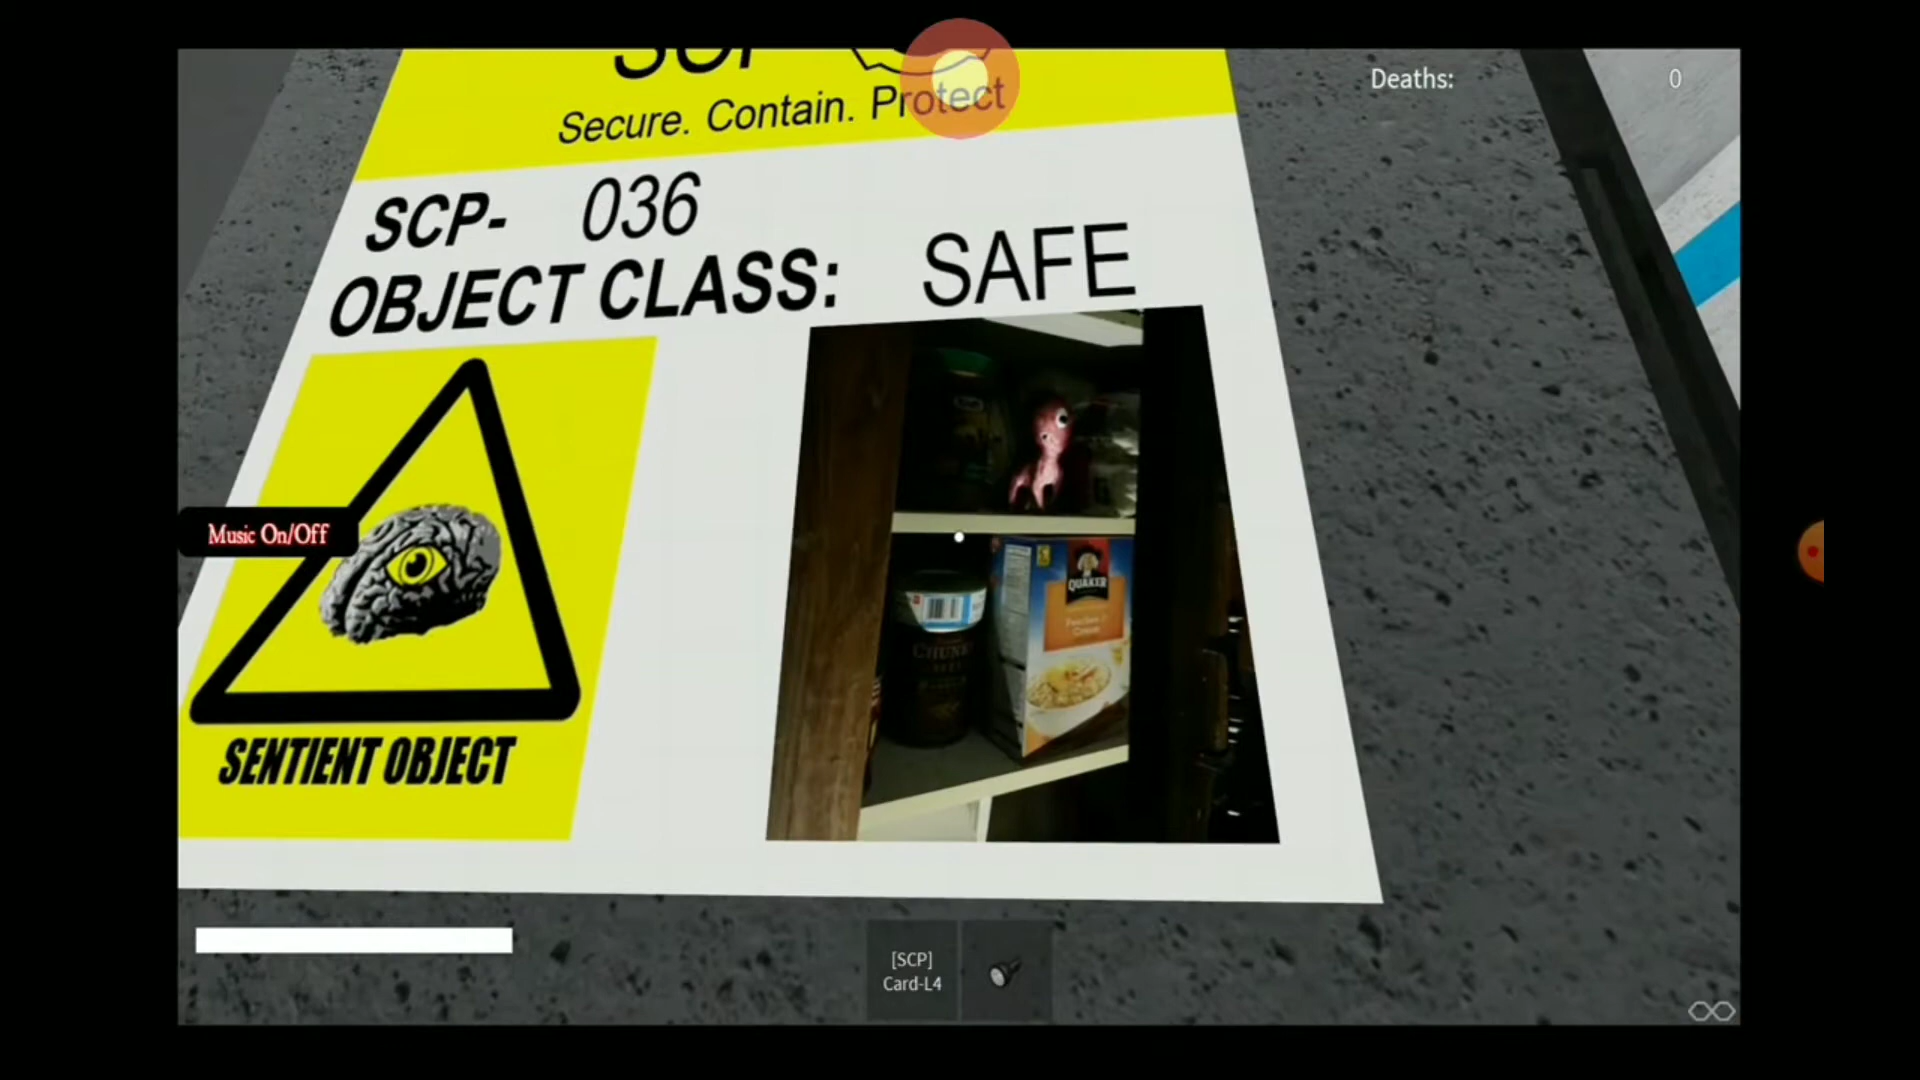 SCP
Secure. Contain. Protect
Deaths: 0
SCP- 036
OBJECT CLASS: SAFE
Music On/Off
QUAKER
SENTIENT OBJECT
[SCP]
Card-L4